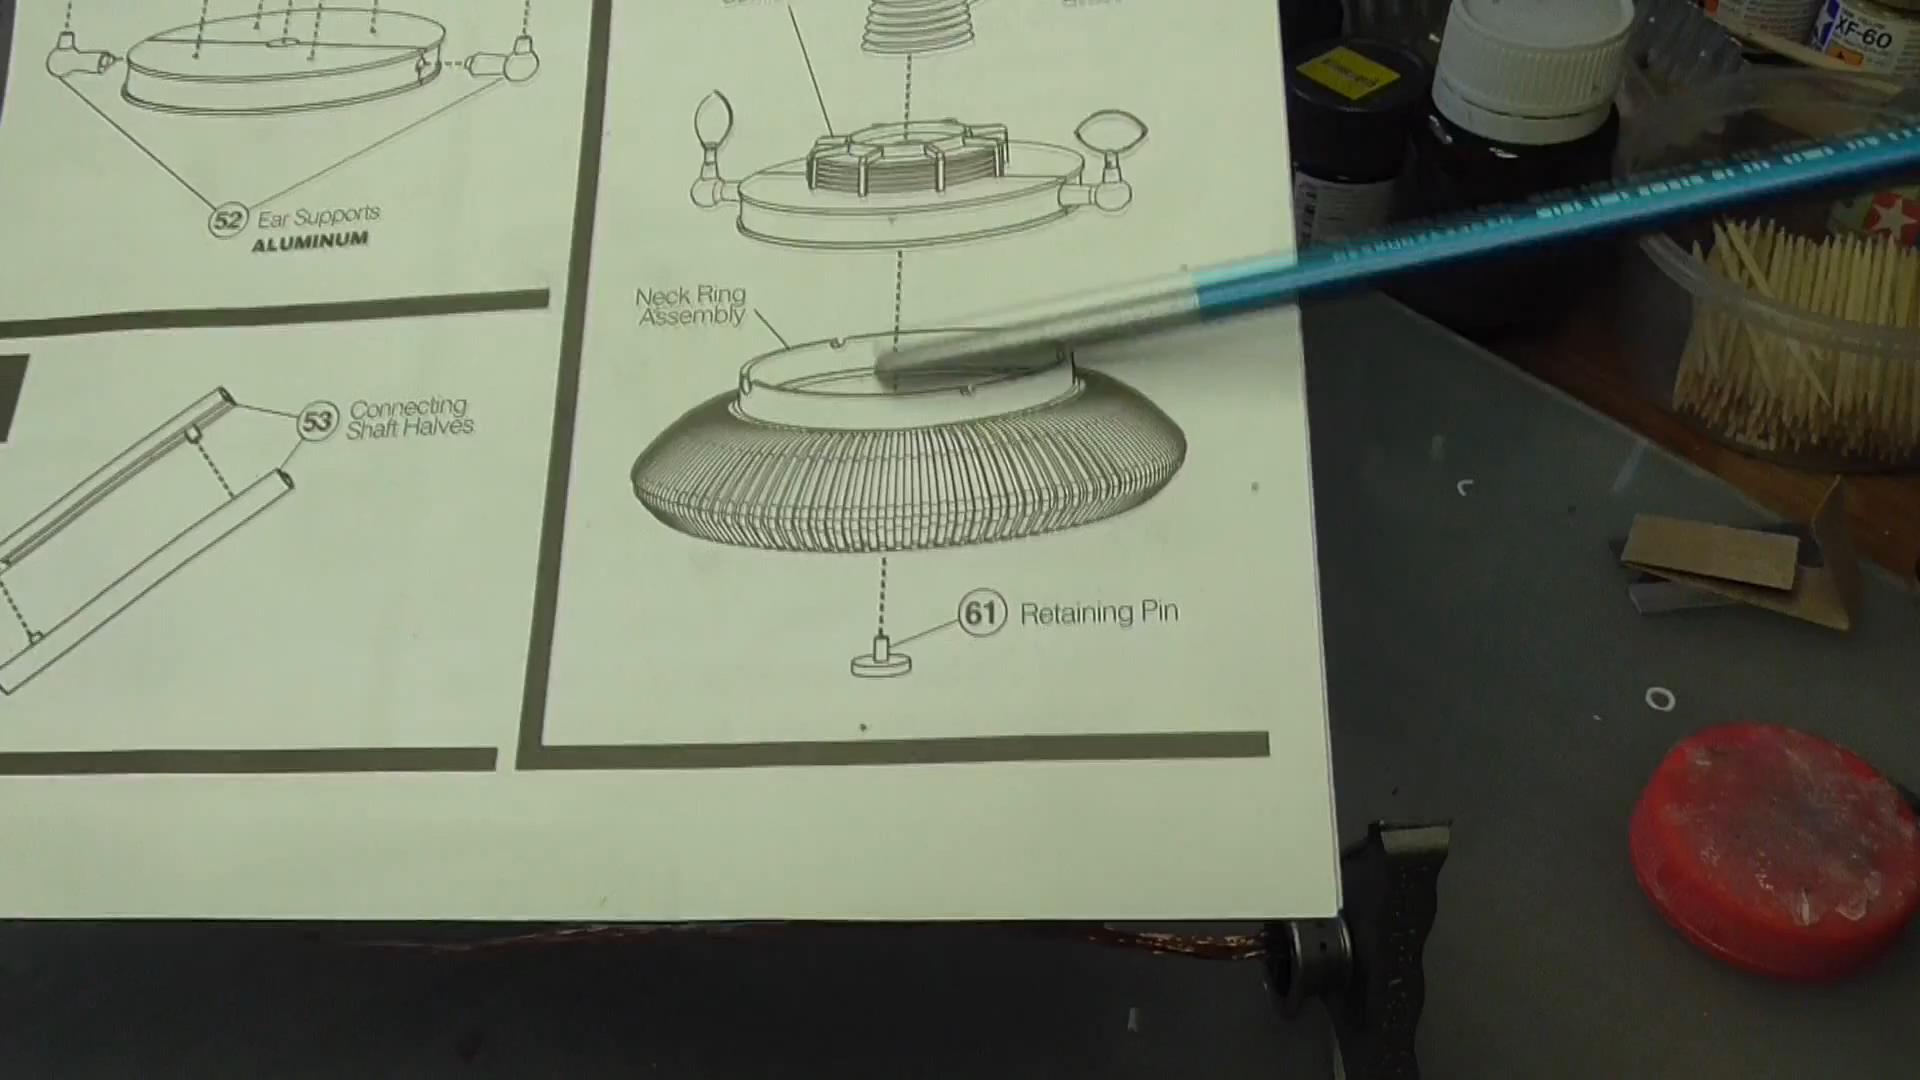 52 Ear Supports
ALUMINUM
53 Connecting
Shaft Halves
Neck Ring
Assembly
61 Retaining Pin
XF-60